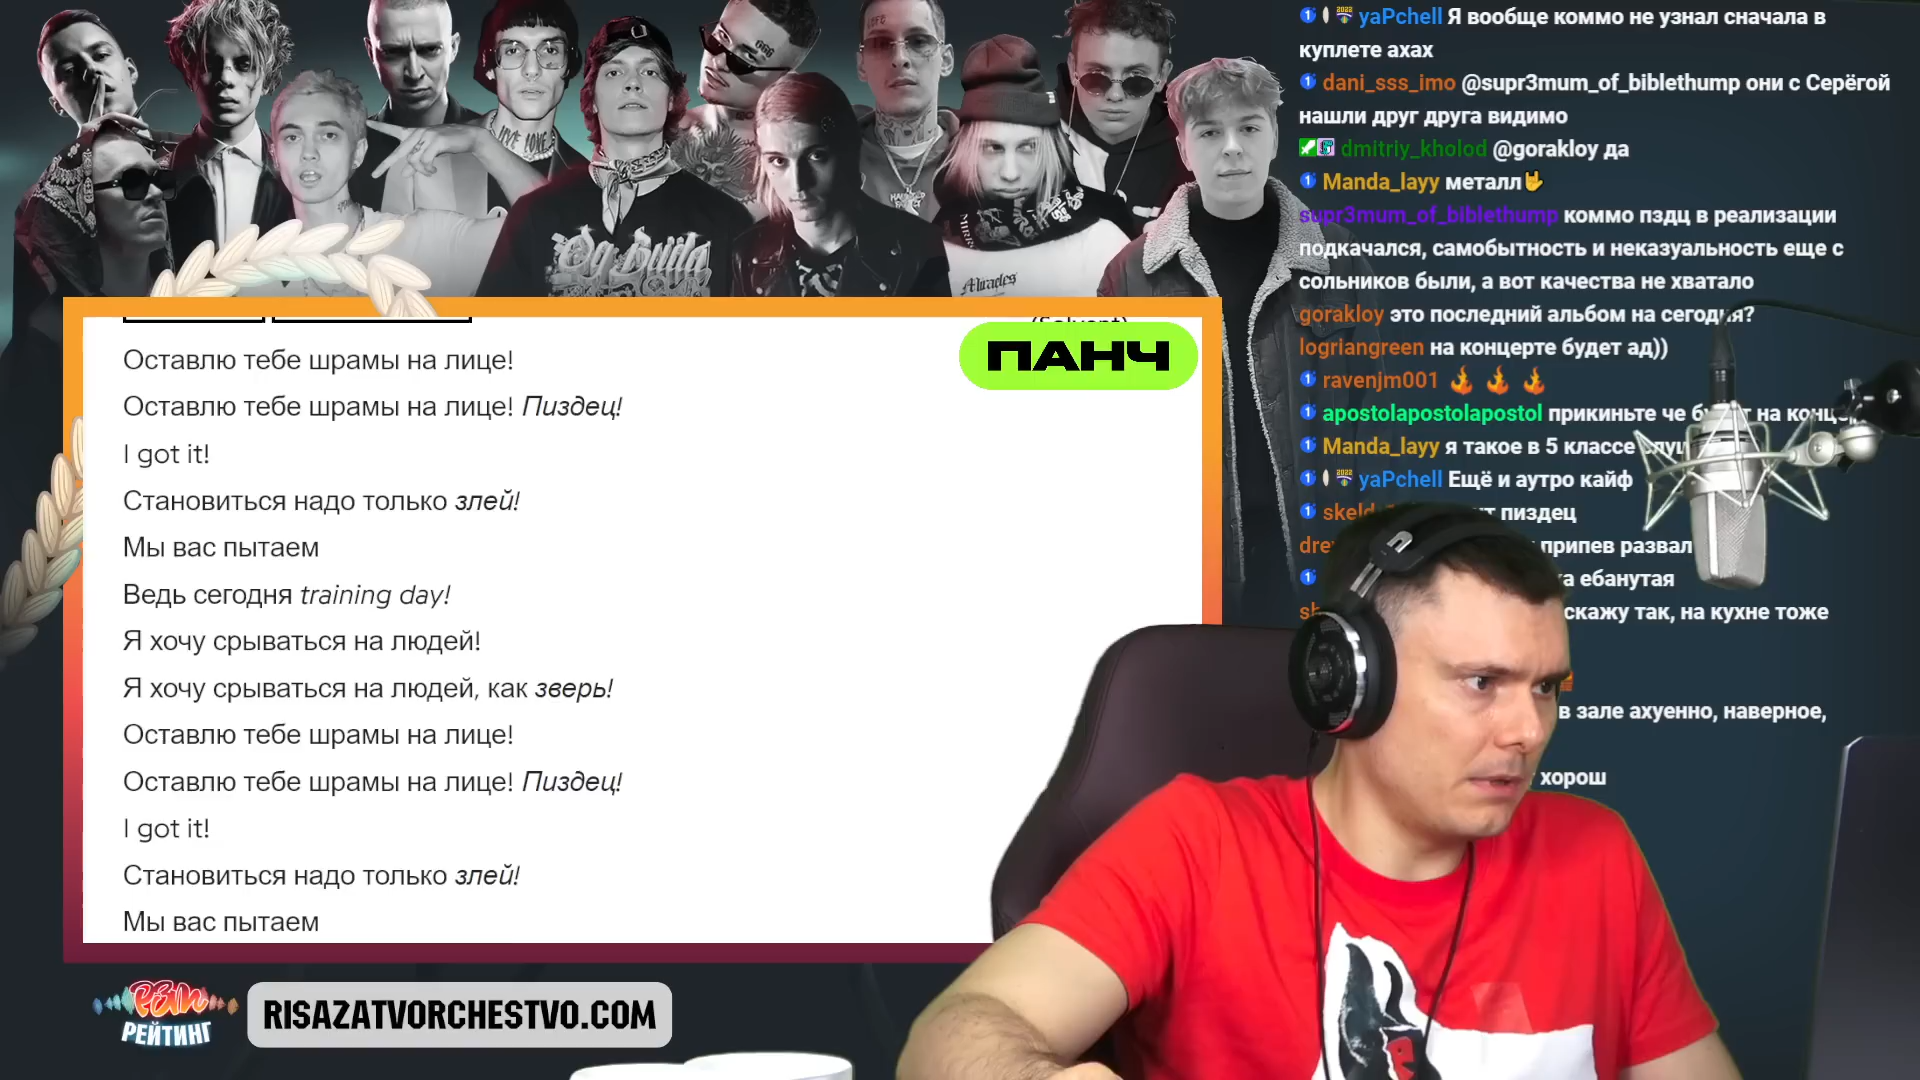 (Solvent)
ПАНЧ
Оставлю тебе шрамы на лице!
Оставлю тебе шрамы на лице! Пиздец!
I got it!
Становиться надо только злей!
Мы вас пытаем
Ведь сегодня training day!
Я хочу срываться на людей!
Я хочу срываться на людей, как зверь!
Оставлю тебе шрамы на лице!
Оставлю тебе шрамы на лице! Пиздец!
I got it!
Становиться надо только злей!
Мы вас пытаем
РЭП
РЕЙТИНГ
RISAZATVORCHESTVO.COM
yaPchell Я вообще коммо не узнал сначала в
куплете ахах
dani_sss_imo @supr3mum_of_biblethump они с Серёгой
нашли друг друга видимо
dmitriy_kholod @gorakloy да
Manda_layy металл🤘
supr3mum_of_biblethump коммо пздц в реализации
подкачался, самобытность и неказуальность еще с
сольников были, а вот качества не хватало
gorakloy это последний альбом на сегодня?
logriangreen на концерте будет ад))
ravenjm001 🔥 🔥 🔥
apostolapostolapostol прикиньте че на
Manda_layy я такое в 5 классе
yaPchell Ещё и аутро кайф
пиздец
припев
ебанутая
скажу так, на кухне тоже
в зале ахуенно, наверное,
хорош